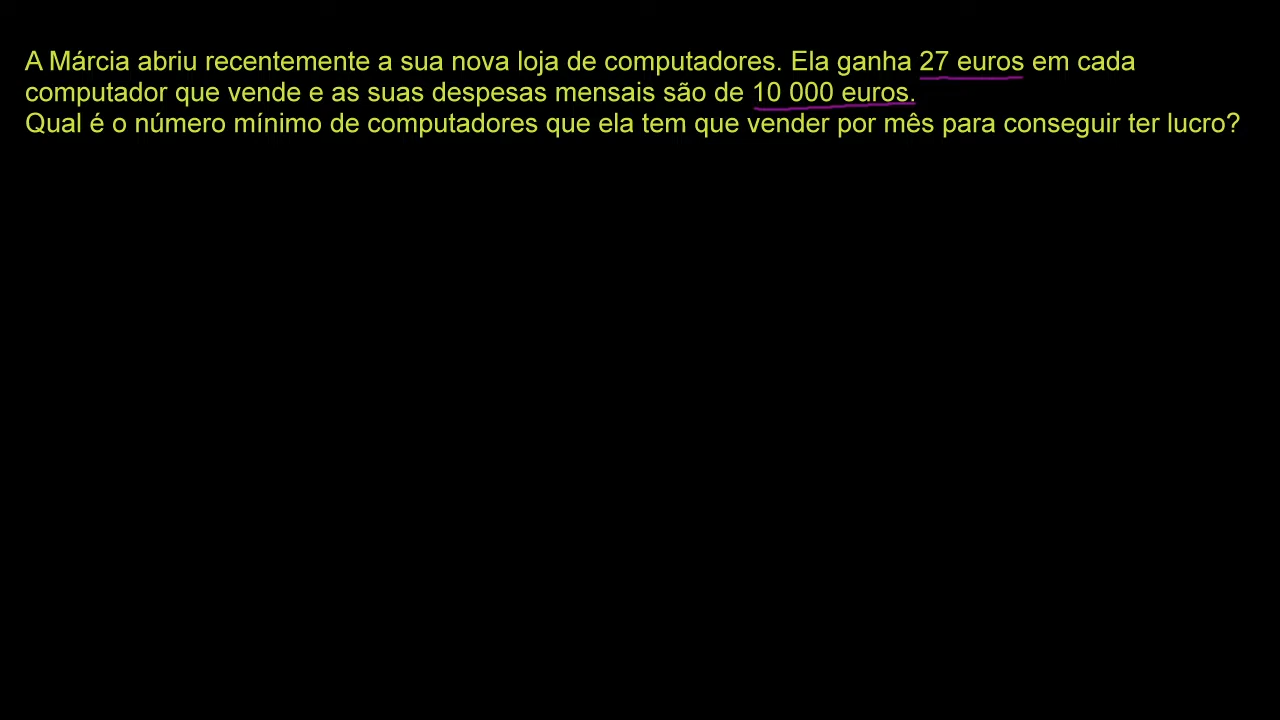 A Márcia abriu recentemente a sua nova loja de computadores. Ela ganha 27 euros em cada
computador que vende e as suas despesas mensais são de 10 000 euros.
Qual é o número mínimo de computadores que ela tem que vender por mês para conseguir ter lucro?